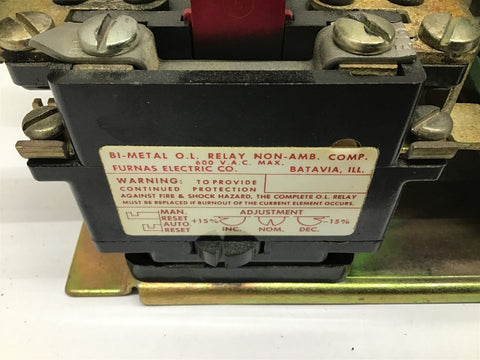 BI-METAL O.L. RELAY NON-AMB. COMP.
600 V.A.C. MAX.
FURNAS ELECTRIC CO. BATAVIA, ILL.
WARNING: TO PROVIDE
CONTINUED PROTECTION
AGAINST FIRE & SHOCK HAZARD, THE COMPLETE O.L. RELAY
MUST BE REPLACED IF BURNOUT OF THE CURRENT ELEMENT OCCURS.
MAN. RESET ADJUSTMENT
AUTO. RESET +15% INC. NOM. DEC. -15%